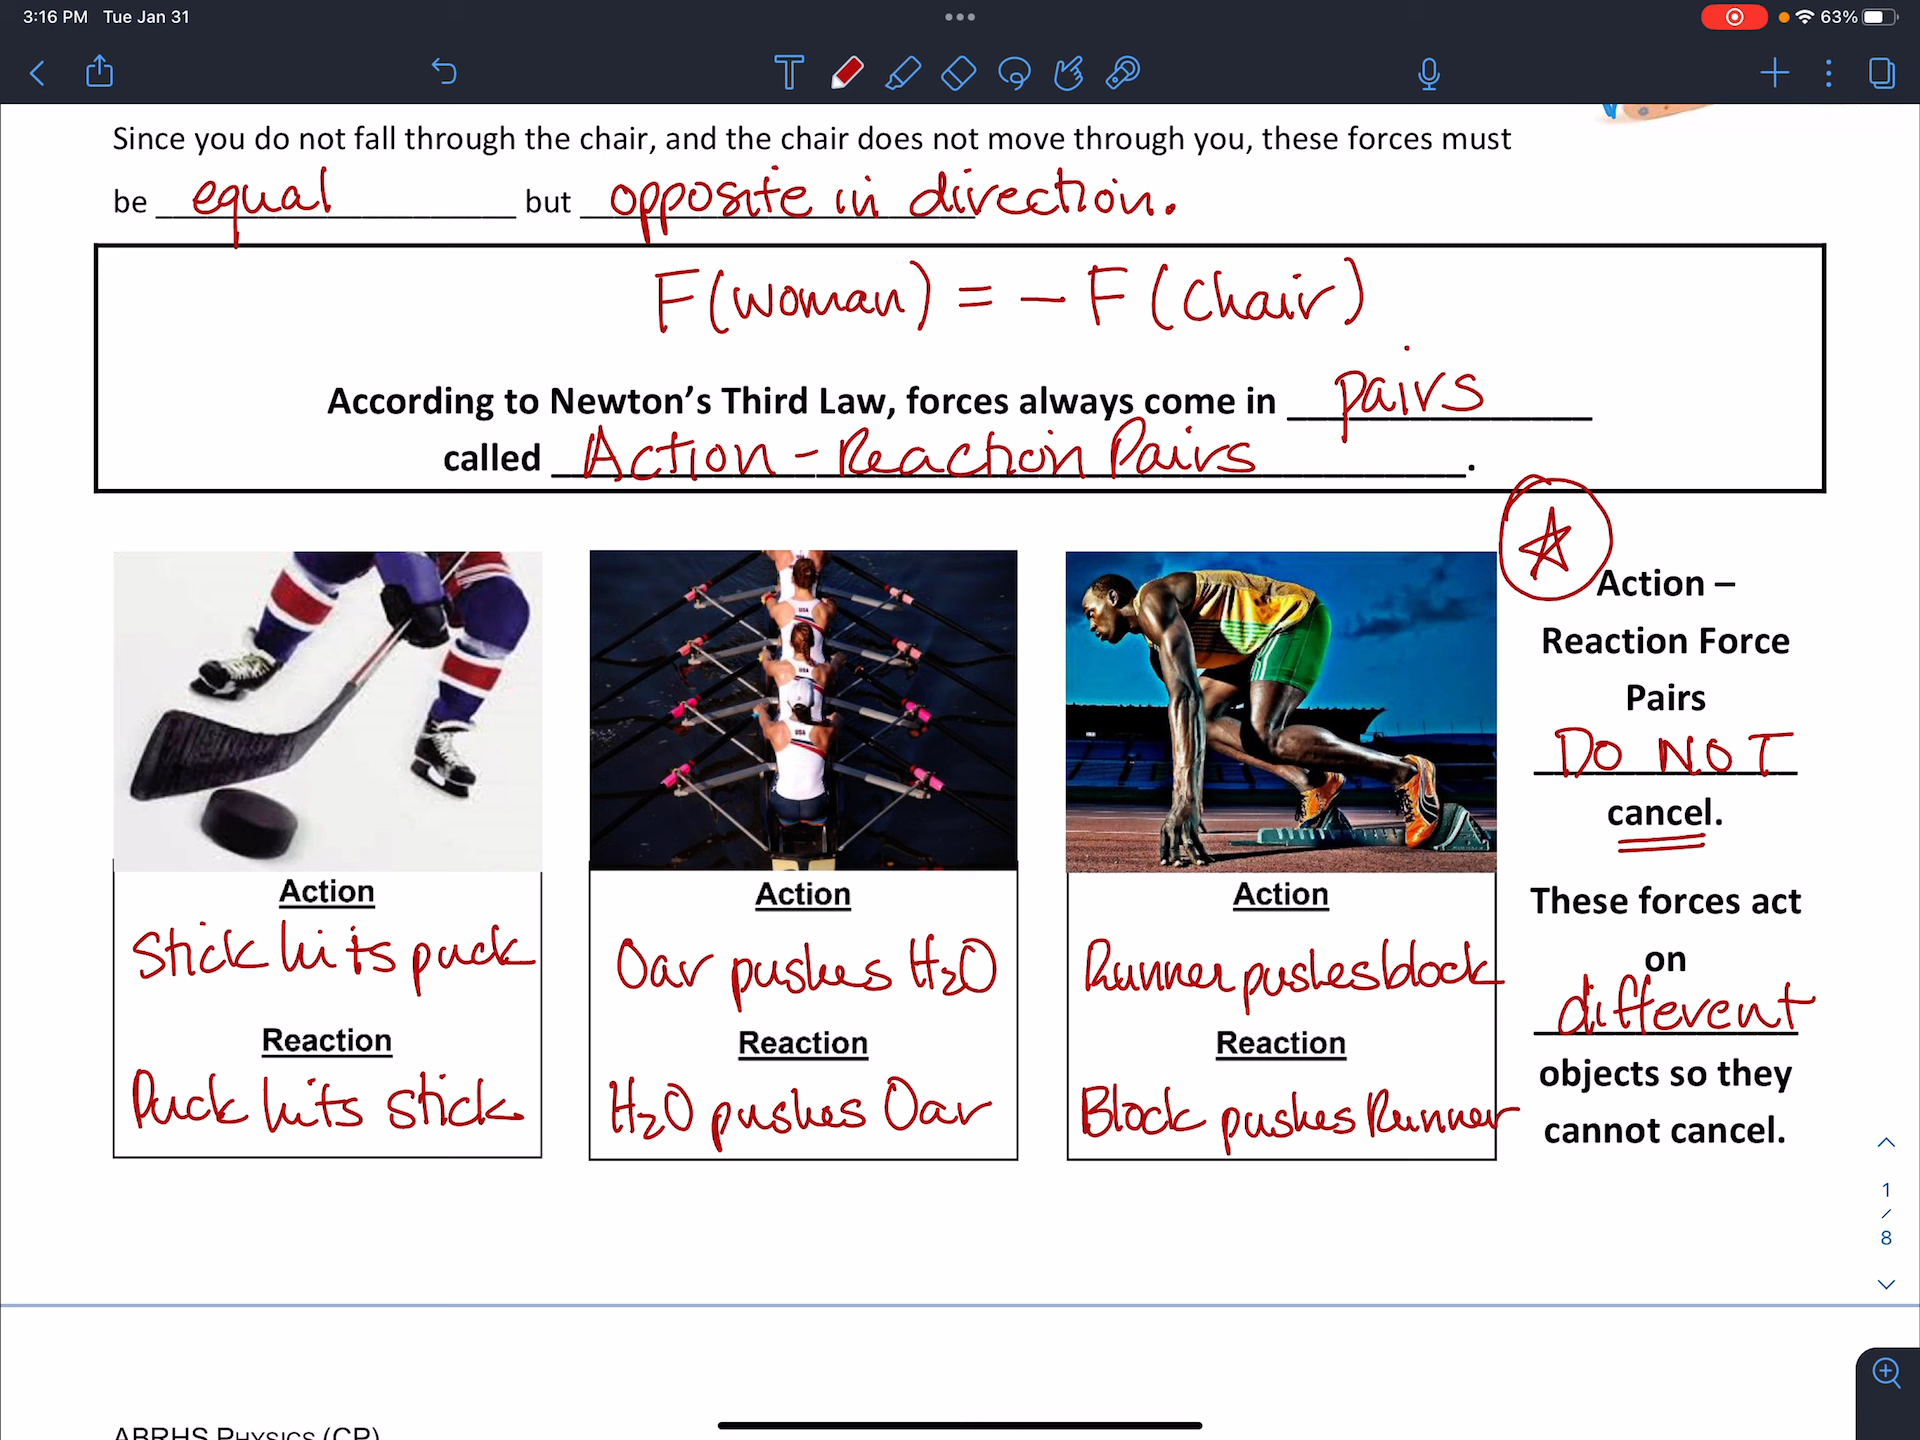 3:16 PM Tue Jan 31
63%
Since you do not fall through the chair, and the chair does not move through you, these forces must
be equal but opposite in direction.
F(woman) = - F(Chair)
According to Newton's Third Law, forces always come in pairs
called Action - Reaction Pairs.
Action –
Reaction Force
Pairs
DO NOT
cancel.
These forces act
on
different
objects so they
cannot cancel.
USA
USA
USA
Action
Stick hits puck
Reaction
Puck hits stick
Action
Oar pushes H2O
Reaction
H2O pushes Oar
Action
Runner pushes block
Reaction
Block pushes Runner
1
/
8
ABRHS PHYSICS (CP)